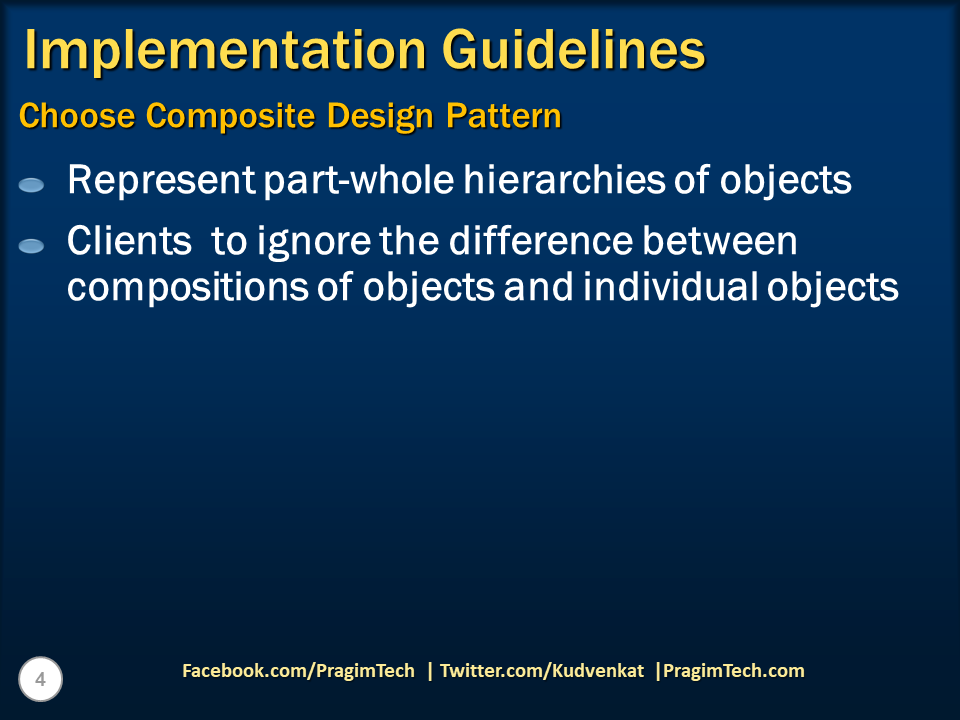 Implementation Guidelines
Choose Composite Design Pattern
Represent part-whole hierarchies of objects
Clients  to ignore the difference between
compositions of objects and individual objects
4
Facebook.com/PragimTech | Twitter.com/Kudvenkat |PragimTech.com